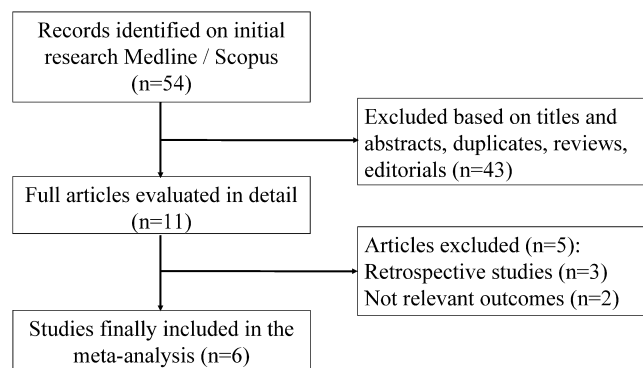 Records identified on initial
research Medline / Scopus
(n=54)
Excluded based on titles and
abstracts, duplicates, reviews,
editorials (n=43)
Full articles evaluated in detail
(n=11)
Articles excluded (n=5):
Retrospective studies (n=3)
Not relevant outcomes (n=2)
Studies finally included in the
meta-analysis (n=6)